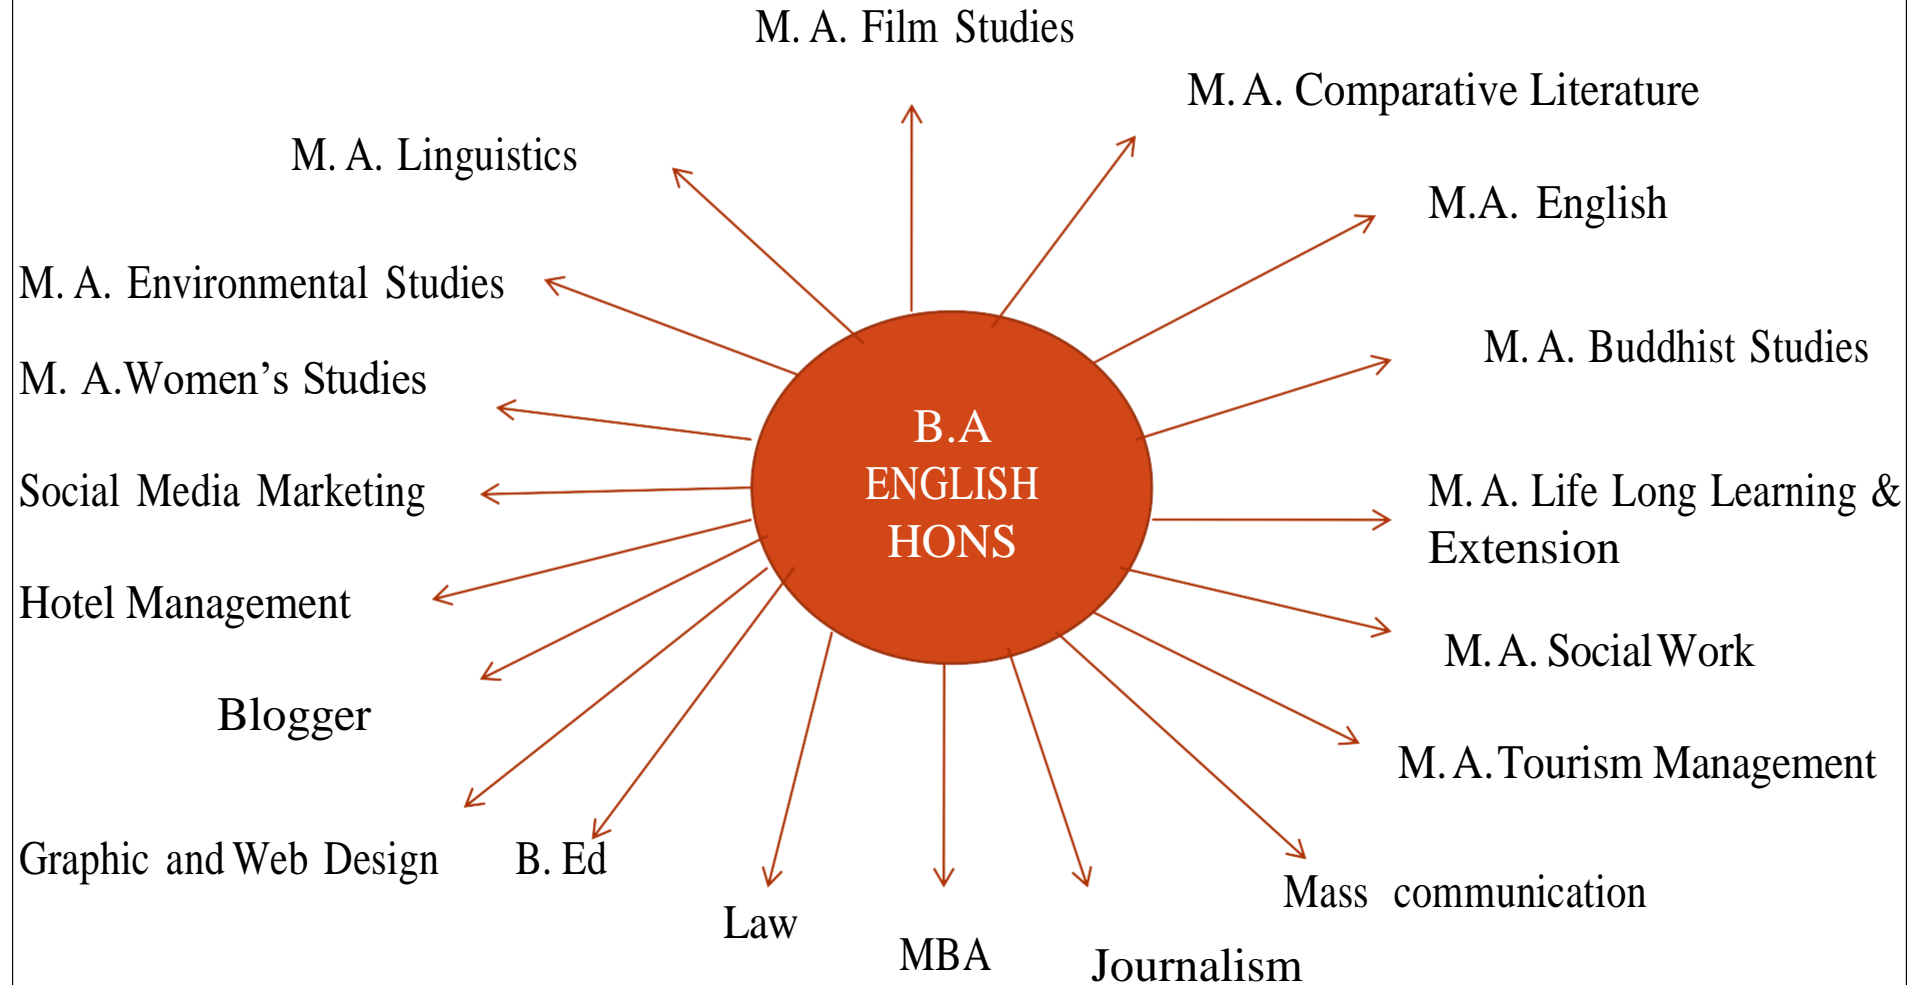 M. A. Film Studies
M. A. Comparative Literature
M. A. Linguistics
M.A. English
M. A. Environmental Studies
M. A. Buddhist Studies
M. A.Women’s Studies
B.A
ENGLISH
HONS
Social Media Marketing
M. A. Life Long Learning &
Extension
Hotel Management
M. A. Social Work
Blogger
M. A. Tourism Management
Graphic and Web Design
B. Ed
Mass communication
Law
MBA
Journalism